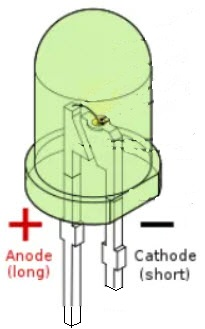 + −
Anode Cathode
(long) (short)